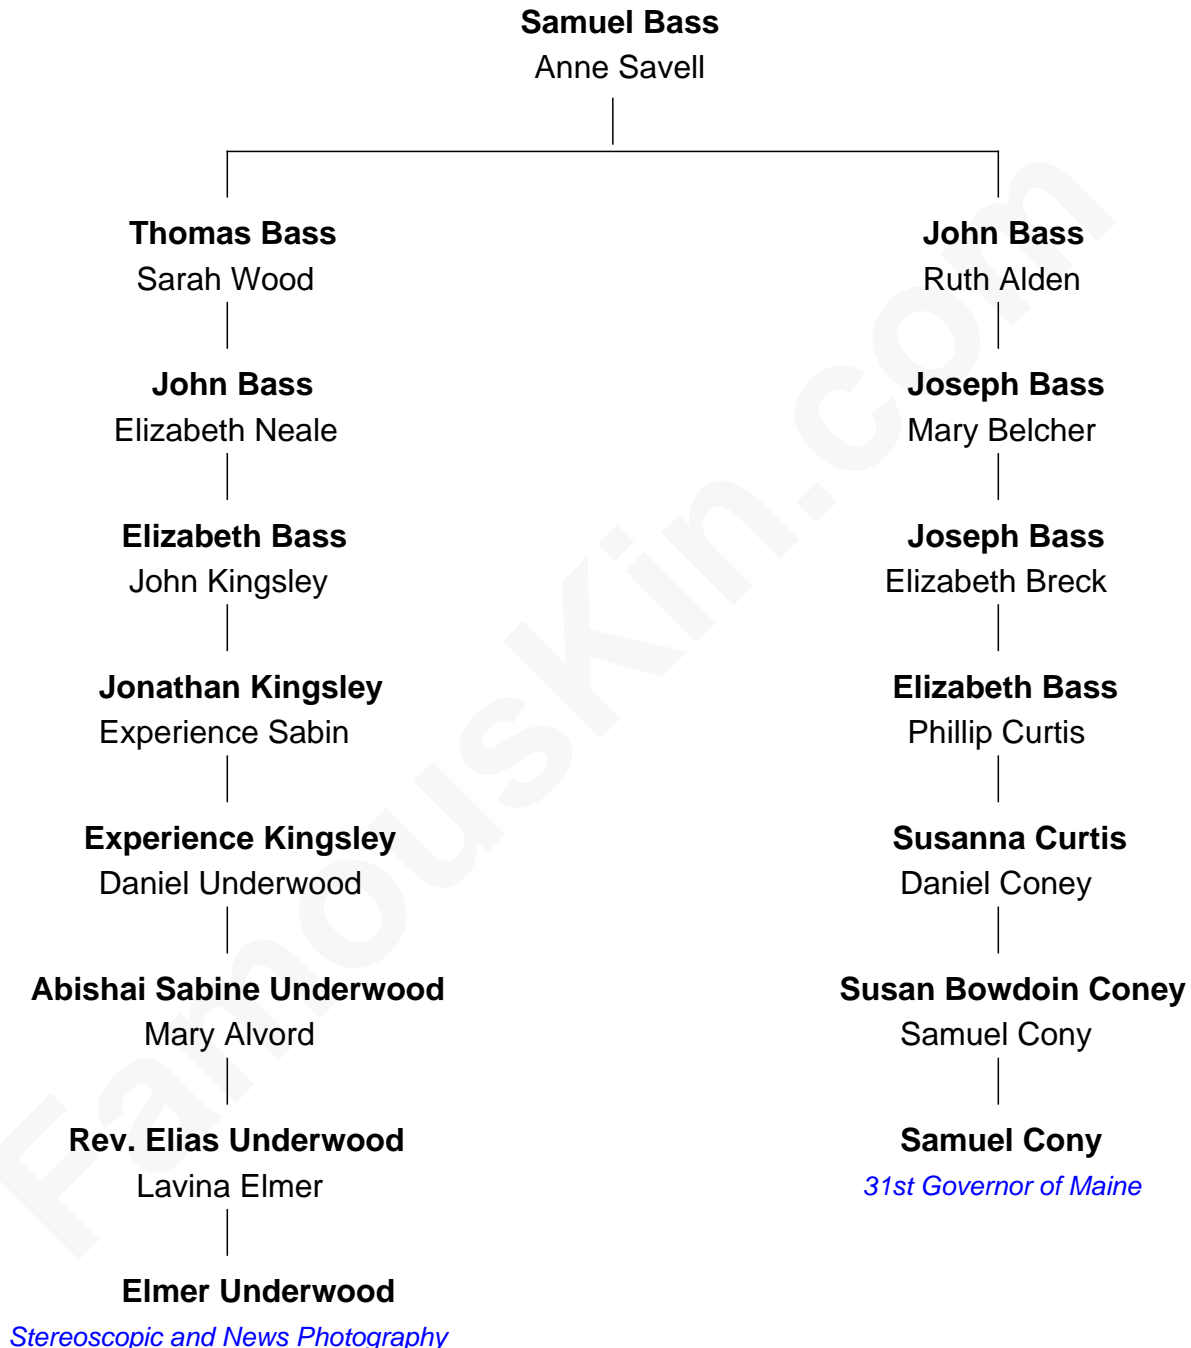 Samuel Bass
Anne Savell
Thomas Bass
Sarah Wood
John Bass
Elizabeth Neale
Elizabeth Bass
John Kingsley
Jonathan Kingsley
Experience Sabin
Experience Kingsley
Daniel Underwood
Abishai Sabine Underwood
Mary Alvord
Rev. Elias Underwood
Lavina Elmer
Elmer Underwood
Stereoscopic and News Photography
John Bass
Ruth Alden
Joseph Bass
Mary Belcher
Joseph Bass
Elizabeth Breck
Elizabeth Bass
Phillip Curtis
Susanna Curtis
Daniel Coney
Susan Bowdoin Coney
Samuel Cony
Samuel Cony
31st Governor of Maine
FamousKin.com